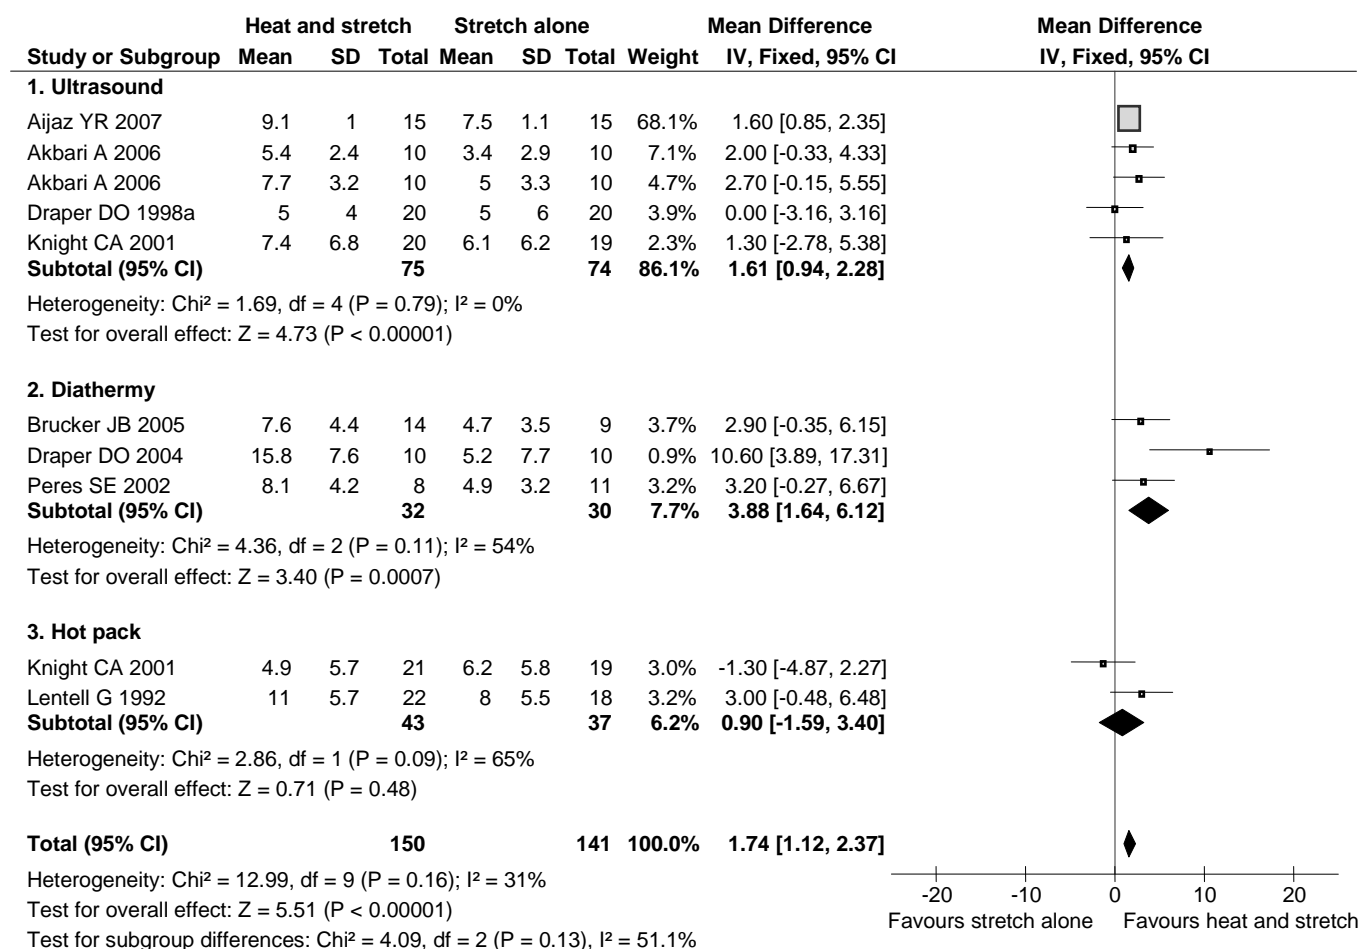 Heat and stretch Stretch alone Mean Difference Mean Difference
Study or Subgroup Mean SD Total Mean SD Total Weight IV, Fixed, 95% CI IV, Fixed, 95% CI
1. Ultrasound
Aijaz YR 2007 9.1 1 15 7.5 1.1 15 68.1% 1.60 [0.85, 2.35]
Akbari A 2006 5.4 2.4 10 3.4 2.9 10 7.1% 2.00 [-0.33, 4.33]
Akbari A 2006 7.7 3.2 10 5 3.3 10 4.7% 2.70 [-0.15, 5.55]
Draper DO 1998a 5 4 20 5 6 20 3.9% 0.00 [-3.16, 3.16]
Knight CA 2001 7.4 6.8 20 6.1 6.2 19 2.3% 1.30 [-2.78, 5.38]
Subtotal (95% CI) 75 74 86.1% 1.61 [0.94, 2.28]
Heterogeneity: Chi² = 1.69, df = 4 (P = 0.79); I² = 0%
Test for overall effect: Z = 4.73 (P < 0.00001)
2. Diathermy
Brucker JB 2005 7.6 4.4 14 4.7 3.5 9 3.7% 2.90 [-0.35, 6.15]
Draper DO 2004 15.8 7.6 10 5.2 7.7 10 0.9% 10.60 [3.89, 17.31]
Peres SE 2002 8.1 4.2 8 4.9 3.2 11 3.2% 3.20 [-0.27, 6.67]
Subtotal (95% CI) 32 30 7.7% 3.88 [1.64, 6.12]
Heterogeneity: Chi² = 4.36, df = 2 (P = 0.11); I² = 54%
Test for overall effect: Z = 3.40 (P = 0.0007)
3. Hot pack
Knight CA 2001 4.9 5.7 21 6.2 5.8 19 3.0% -1.30 [-4.87, 2.27]
Lentell G 1992 11 5.7 22 8 5.5 18 3.2% 3.00 [-0.48, 6.48]
Subtotal (95% CI) 43 37 6.2% 0.90 [-1.59, 3.40]
Heterogeneity: Chi² = 2.86, df = 1 (P = 0.09); I² = 65%
Test for overall effect: Z = 0.71 (P = 0.48)
Total (95% CI) 150 141 100.0% 1.74 [1.12, 2.37]
Heterogeneity: Chi² = 12.99, df = 9 (P = 0.16); I² = 31%
Test for overall effect: Z = 5.51 (P < 0.00001)
Test for subgroup differences: Chi² = 4.09, df = 2 (P = 0.13), I² = 51.1%
-20 -10 0 10 20
Favours stretch alone Favours heat and stretch